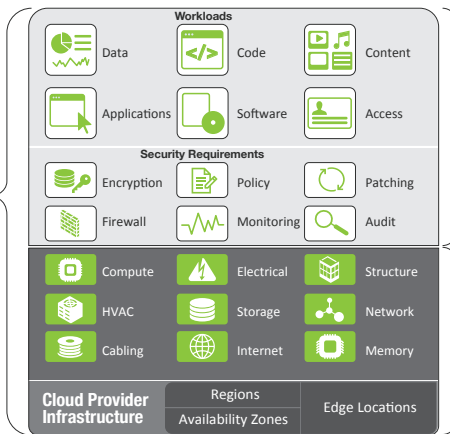 Workloads
Data
</>
Code
Content
Applications
Software
Access
Security Requirements
Encryption
Policy
Patching
Firewall
Monitoring
Audit
Compute
Electrical
Structure
HVAC
Storage
Network
Cabling
Internet
Memory
Cloud Provider
Infrastructure
Regions
Availability Zones
Edge Locations